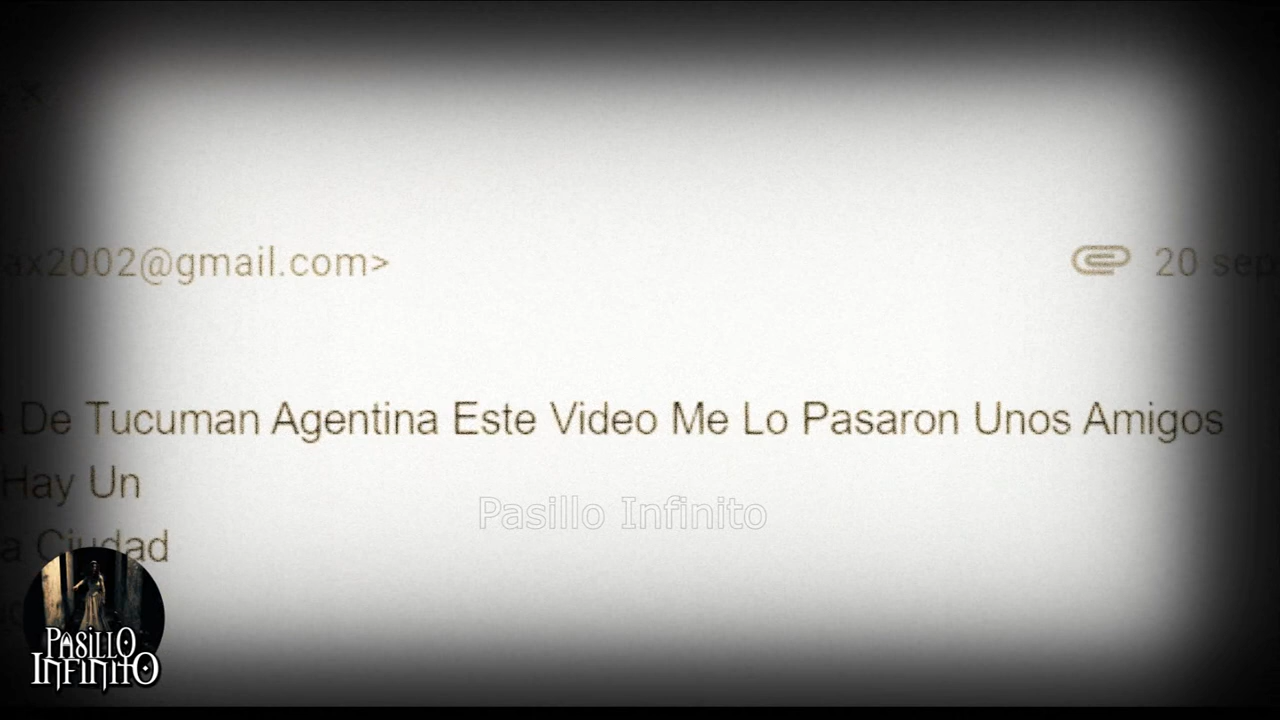 ax2002@gmail.com>
20 sep
De Tucuman Agentina Este Video Me Lo Pasaron Unos Amigos
Hay Un
a Ciudad
Pasillo Infinito
PASILLO
INFINITO